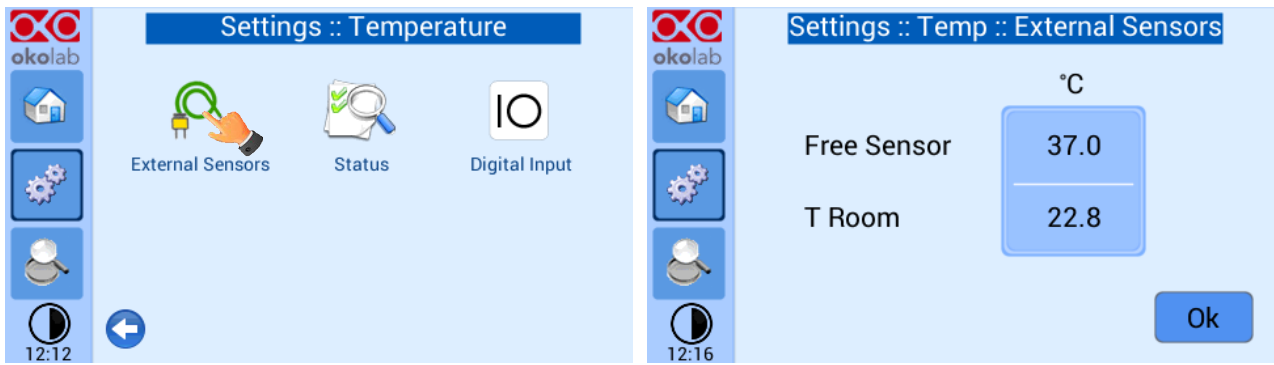 okolab
Settings :: Temperature
External Sensors
Status
Digital Input
12:12
okolab
Settings :: Temp :: External Sensors
°C
Free Sensor 37.0
T Room 22.8
Ok
12:16